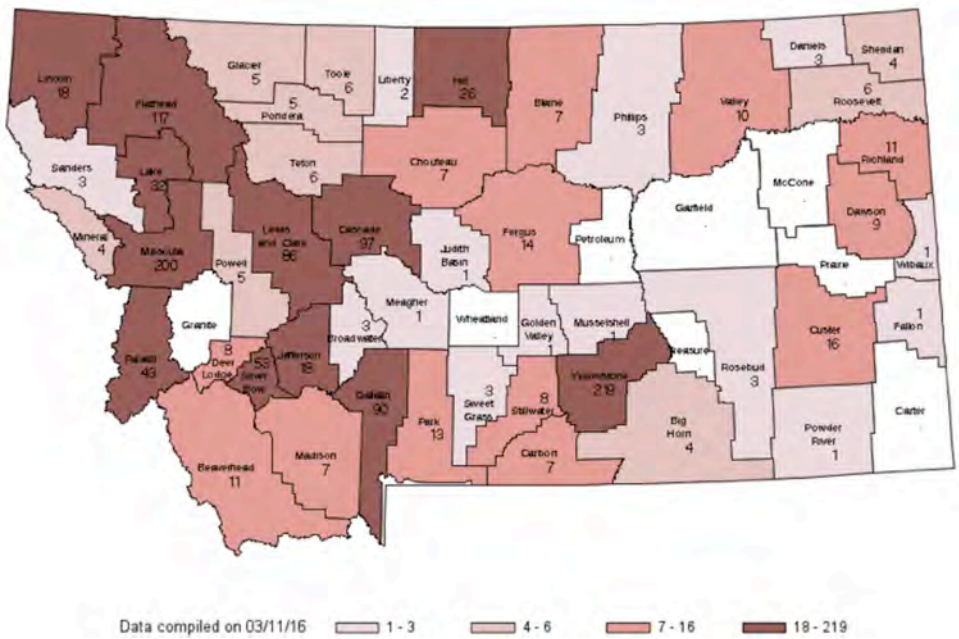 Lincoln
18
Flathead
117
Glacier
5
Toole
6
Liberty
2
Hill
26
Blaine
7
Phillips
3
Valley
10
Daniels
3
Sheridan
4
6
Roosevelt
5
Pondera
Teton
6
Chouteau
7
Sanders
3
Lake
32
Mineral
4
Missoula
200
Powell
5
Lewis
and Clark
86
Cascade
97
Judith
Basin
1
Fergus
14
Petroleum
Garfield
McCone
11
Richland
Dawson
9
1
Wibaux
Prairie
Granite
Ravalli
43
8
Deer
Lodge
53
Silver
Bow
Jefferson
18
3
Broadwater
Meagher
1
Wheatland
Golden
Valley
1
Musselshell
1
Treasure
Rosebud
3
Custer
16
1
Fallon
Carter
Powder
River
1
Big
Horn
4
Yellowstone
219
8
Stillwater
Carbon
7
3
Sweet
Grass
Park
13
Gallatin
90
Madison
7
Beaverhead
11
Data compiled on 03/11/16
1 - 3
4 - 6
7 - 16
18 - 219